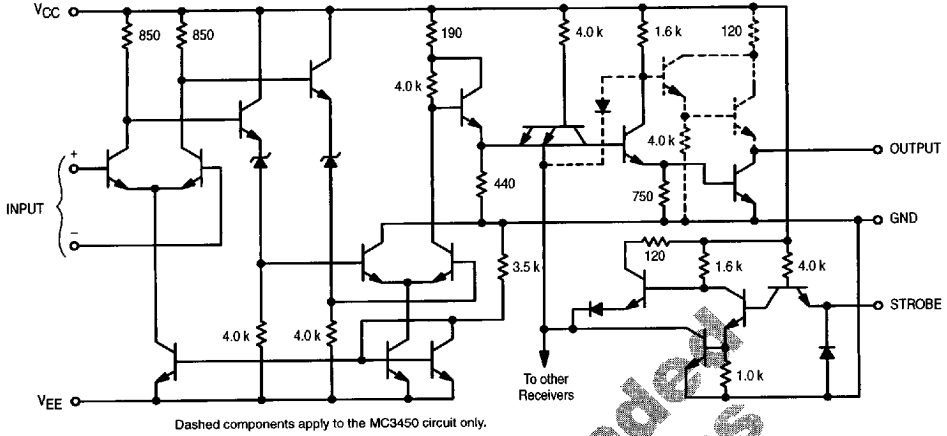 VCC
850
850
190
4.0 k
1.6 k
120
4.0 k
4.0 k
OUTPUT
+
INPUT
−
440
750
GND
3.5 k
120
1.6 k
4.0 k
STROBE
4.0 k
4.0 k
To other
Receivers
1.0 k
VEE
Dashed components apply to the MC3450 circuit only.